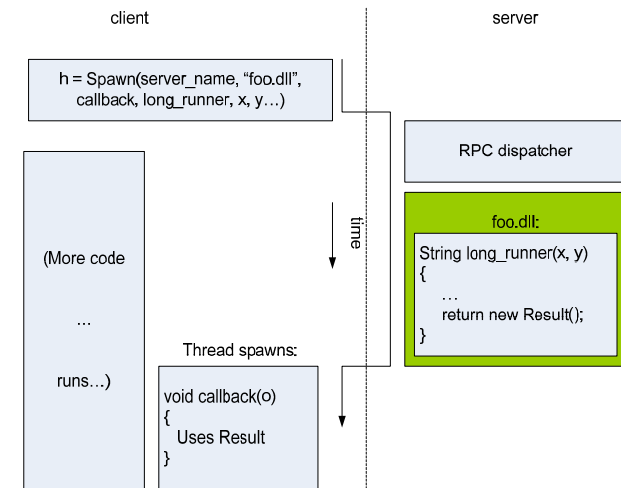 client
server
h = Spawn(server_name, “foo.dll”,
callback, long_runner, x, y…)
RPC dispatcher
time
foo.dll:
String long_runner(x, y)
{
…
return new Result();
}
(More code
…
runs…)
Thread spawns:
void callback(o)
{
Uses Result
}